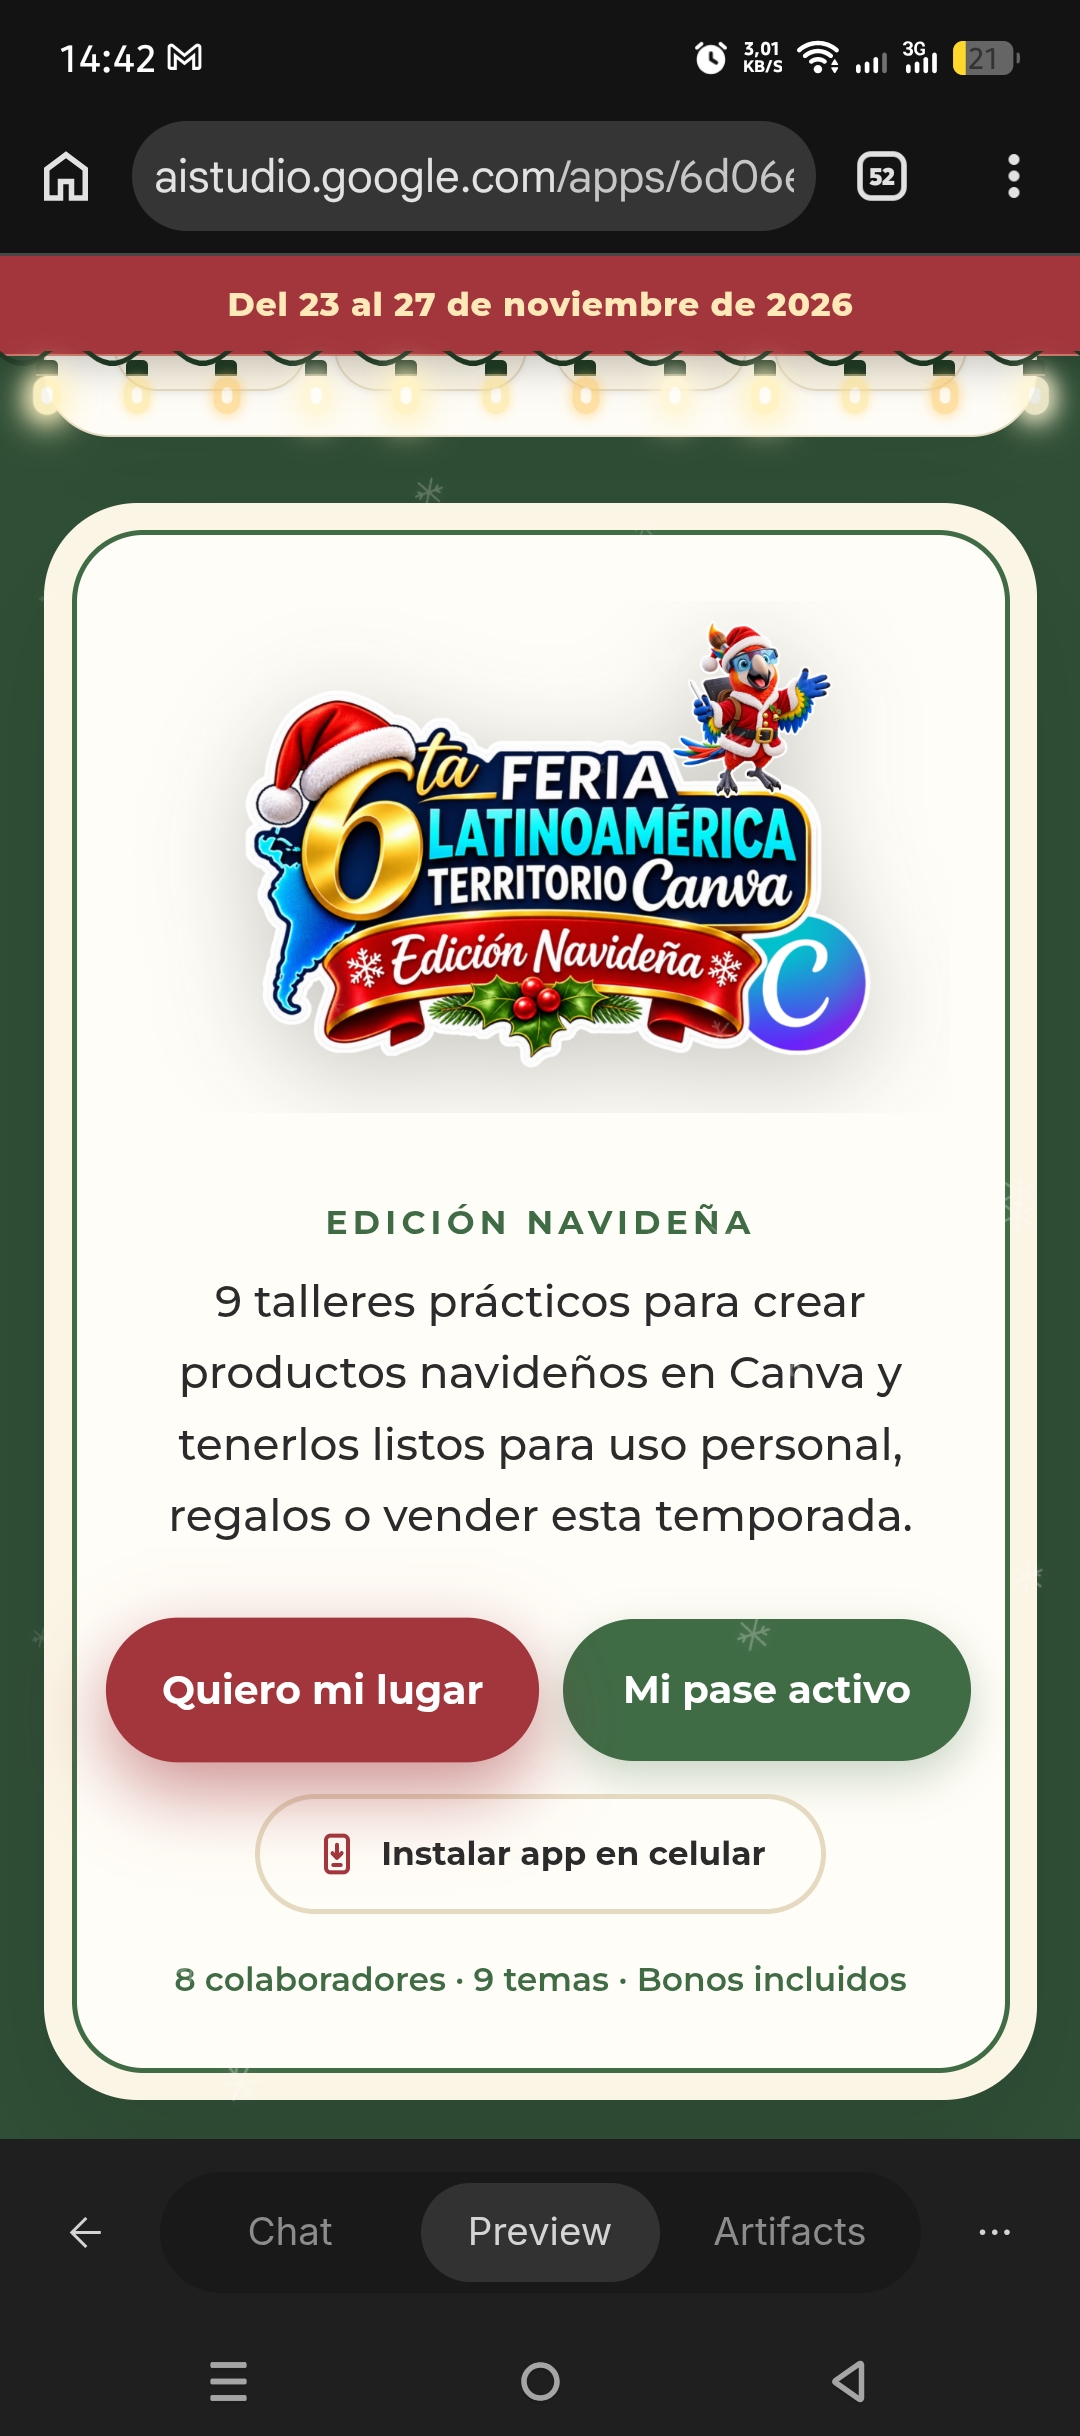 14:42
3,01
KB/S
3G
21
aistudio.google.com/apps/6d06
52
Del 23 al 27 de noviembre de 2026
6ta FERIA
LATINOAMÉRICA
TERRITORIO Canva
Edición Navideña
C
EDICIÓN NAVIDEÑA
9 talleres prácticos para crear
productos navideños en Canva y
tenerlos listos para uso personal,
regalos o vender esta temporada.
Quiero mi lugar
Mi pase activo
Instalar app en celular
8 colaboradores · 9 temas · Bonos incluidos
Chat
Preview
Artifacts